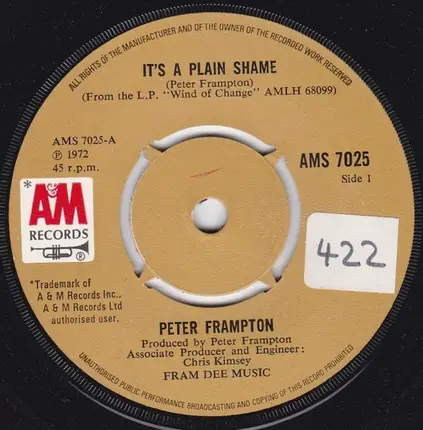 ALL RIGHTS OF THE MANUFACTURER AND OF THE OWNER OF THE RECORDED WORK RESERVED
IT'S A PLAIN SHAME
(Peter Frampton)
(From the L.P. "Wind of Change" AMLH 68099)
AMS 7025-A
℗ 1972
45 r.p.m.
AMS 7025
Side 1
*
A&M
RECORDS
®
422
*Trademark of
A & M Records Inc.,
A & M Records Ltd
authorised user.
PETER FRAMPTON
Produced by Peter Frampton
Associate Producer and Engineer:
Chris Kimsey
FRAM DEE MUSIC
UNAUTHORISED PUBLIC PERFORMANCE BROADCASTING AND COPYING OF THIS RECORD PROHIBITED